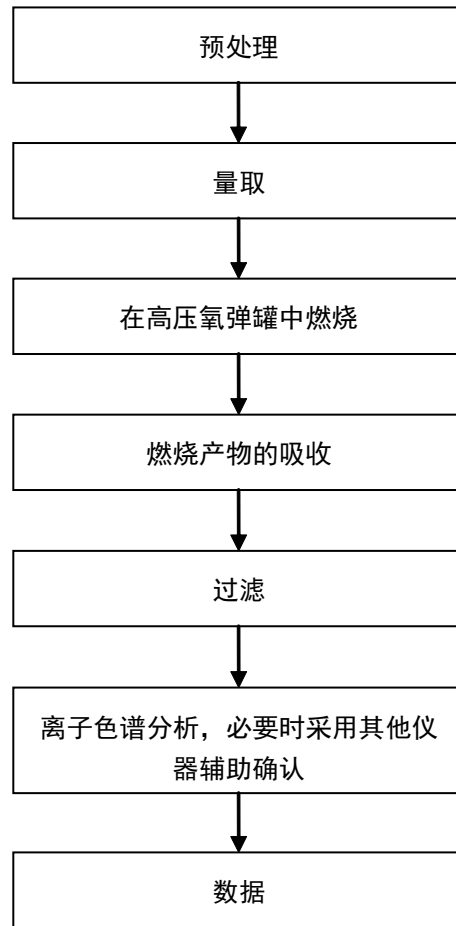 预处理
量取
在高压氧弹罐中燃烧
燃烧产物的吸收
过滤
离子色谱分析，必要时采用其他仪
器辅助确认
数据